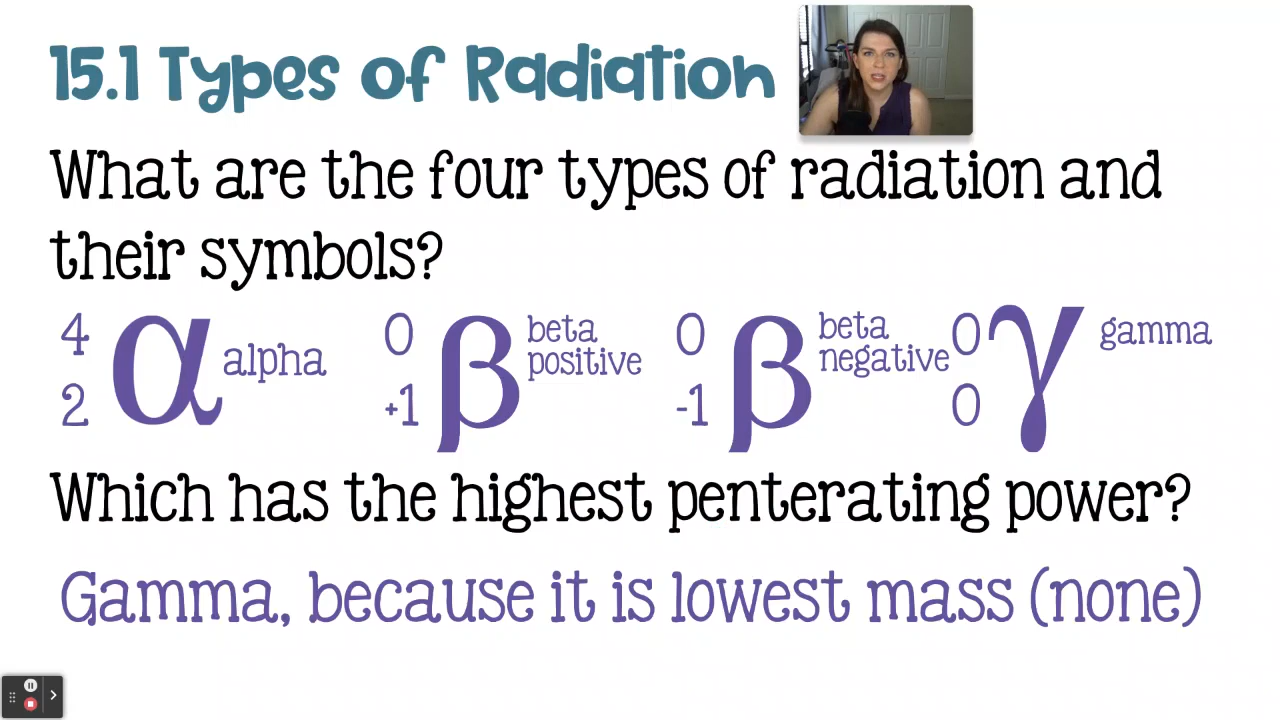 15.1 Types of Radiation
What are the four types of radiation and
their symbols?
4
2
α alpha
0
+1
β beta
positive
0
-1
β beta
negative
0
0
γ gamma
Which has the highest penterating power?
Gamma, because it is lowest mass (none)